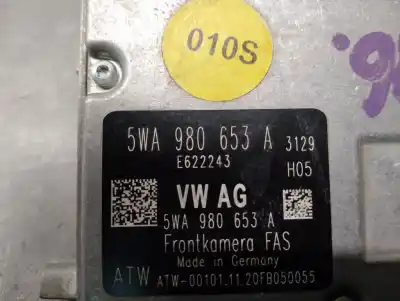 010S
5WA 980 653 A 3129
E622243 H05
VW AG
5WA 980 653 A
Frontkamera FAS
Made in Germany
ATW ATW-00101.11.20FB050055